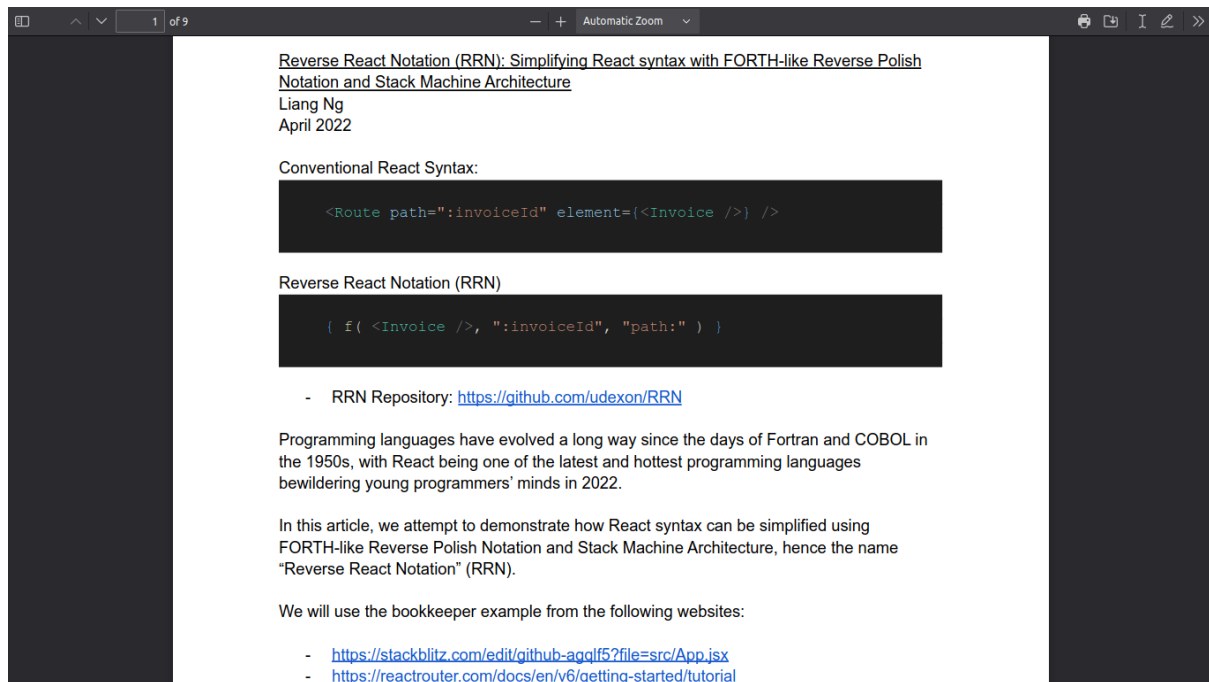 1 of 9 Automatic Zoom
Reverse React Notation (RRN): Simplifying React syntax with FORTH-like Reverse Polish
Notation and Stack Machine Architecture
Liang Ng
April 2022
Conventional React Syntax:
<Route path=":invoiceId" element={<Invoice />} />
Reverse React Notation (RRN)
{ f( <Invoice />, ":invoiceId", "path:" ) }
- RRN Repository: https://github.com/udexon/RRN
Programming languages have evolved a long way since the days of Fortran and COBOL in
the 1950s, with React being one of the latest and hottest programming languages
bewildering young programmers’ minds in 2022.
In this article, we attempt to demonstrate how React syntax can be simplified using
FORTH-like Reverse Polish Notation and Stack Machine Architecture, hence the name
“Reverse React Notation” (RRN).
We will use the bookkeeper example from the following websites:
- https://stackblitz.com/edit/github-agqlf5?file=src/App.jsx
- https://reactrouter.com/docs/en/v6/getting-started/tutorial